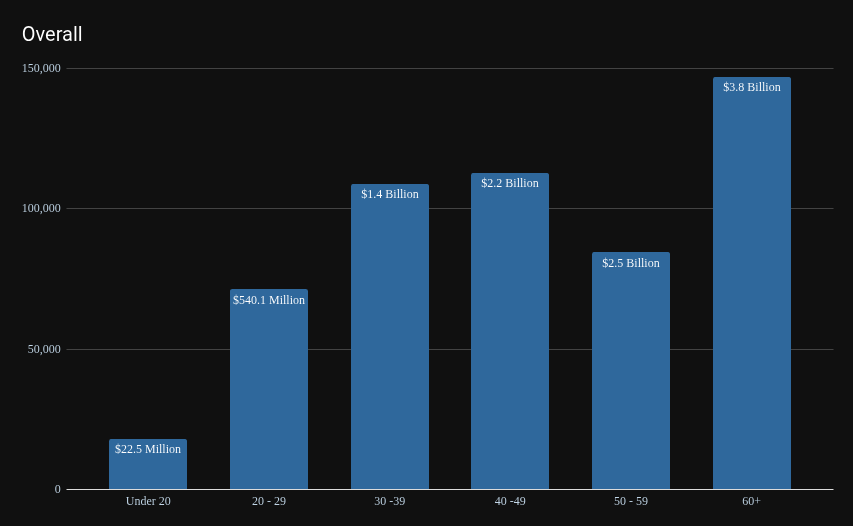 Overall
150,000
100,000
50,000
0
$22.5 Million
$540.1 Million
$1.4 Billion
$2.2 Billion
$2.5 Billion
$3.8 Billion
Under 20
20 - 29
30 -39
40 -49
50 - 59
60+